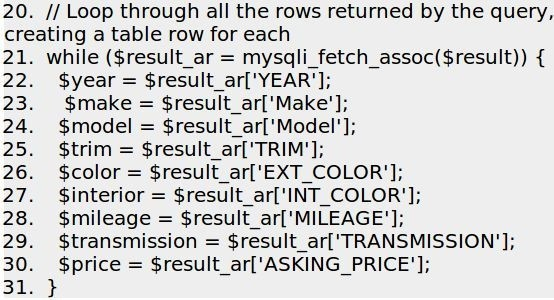 20.  // Loop through all the rows returned by the query,
creating a table row for each
21.  while ($result_ar = mysqli_fetch_assoc($result)) {
22.    $year = $result_ar['YEAR'];
23.     $make = $result_ar['Make'];
24.    $model = $result_ar['Model'];
25.    $trim = $result_ar['TRIM'];
26.    $color = $result_ar['EXT_COLOR'];
27.    $interior = $result_ar['INT_COLOR'];
28.    $mileage = $result_ar['MILEAGE'];
29.    $transmission = $result_ar['TRANSMISSION'];
30.    $price = $result_ar['ASKING_PRICE'];
31.  }